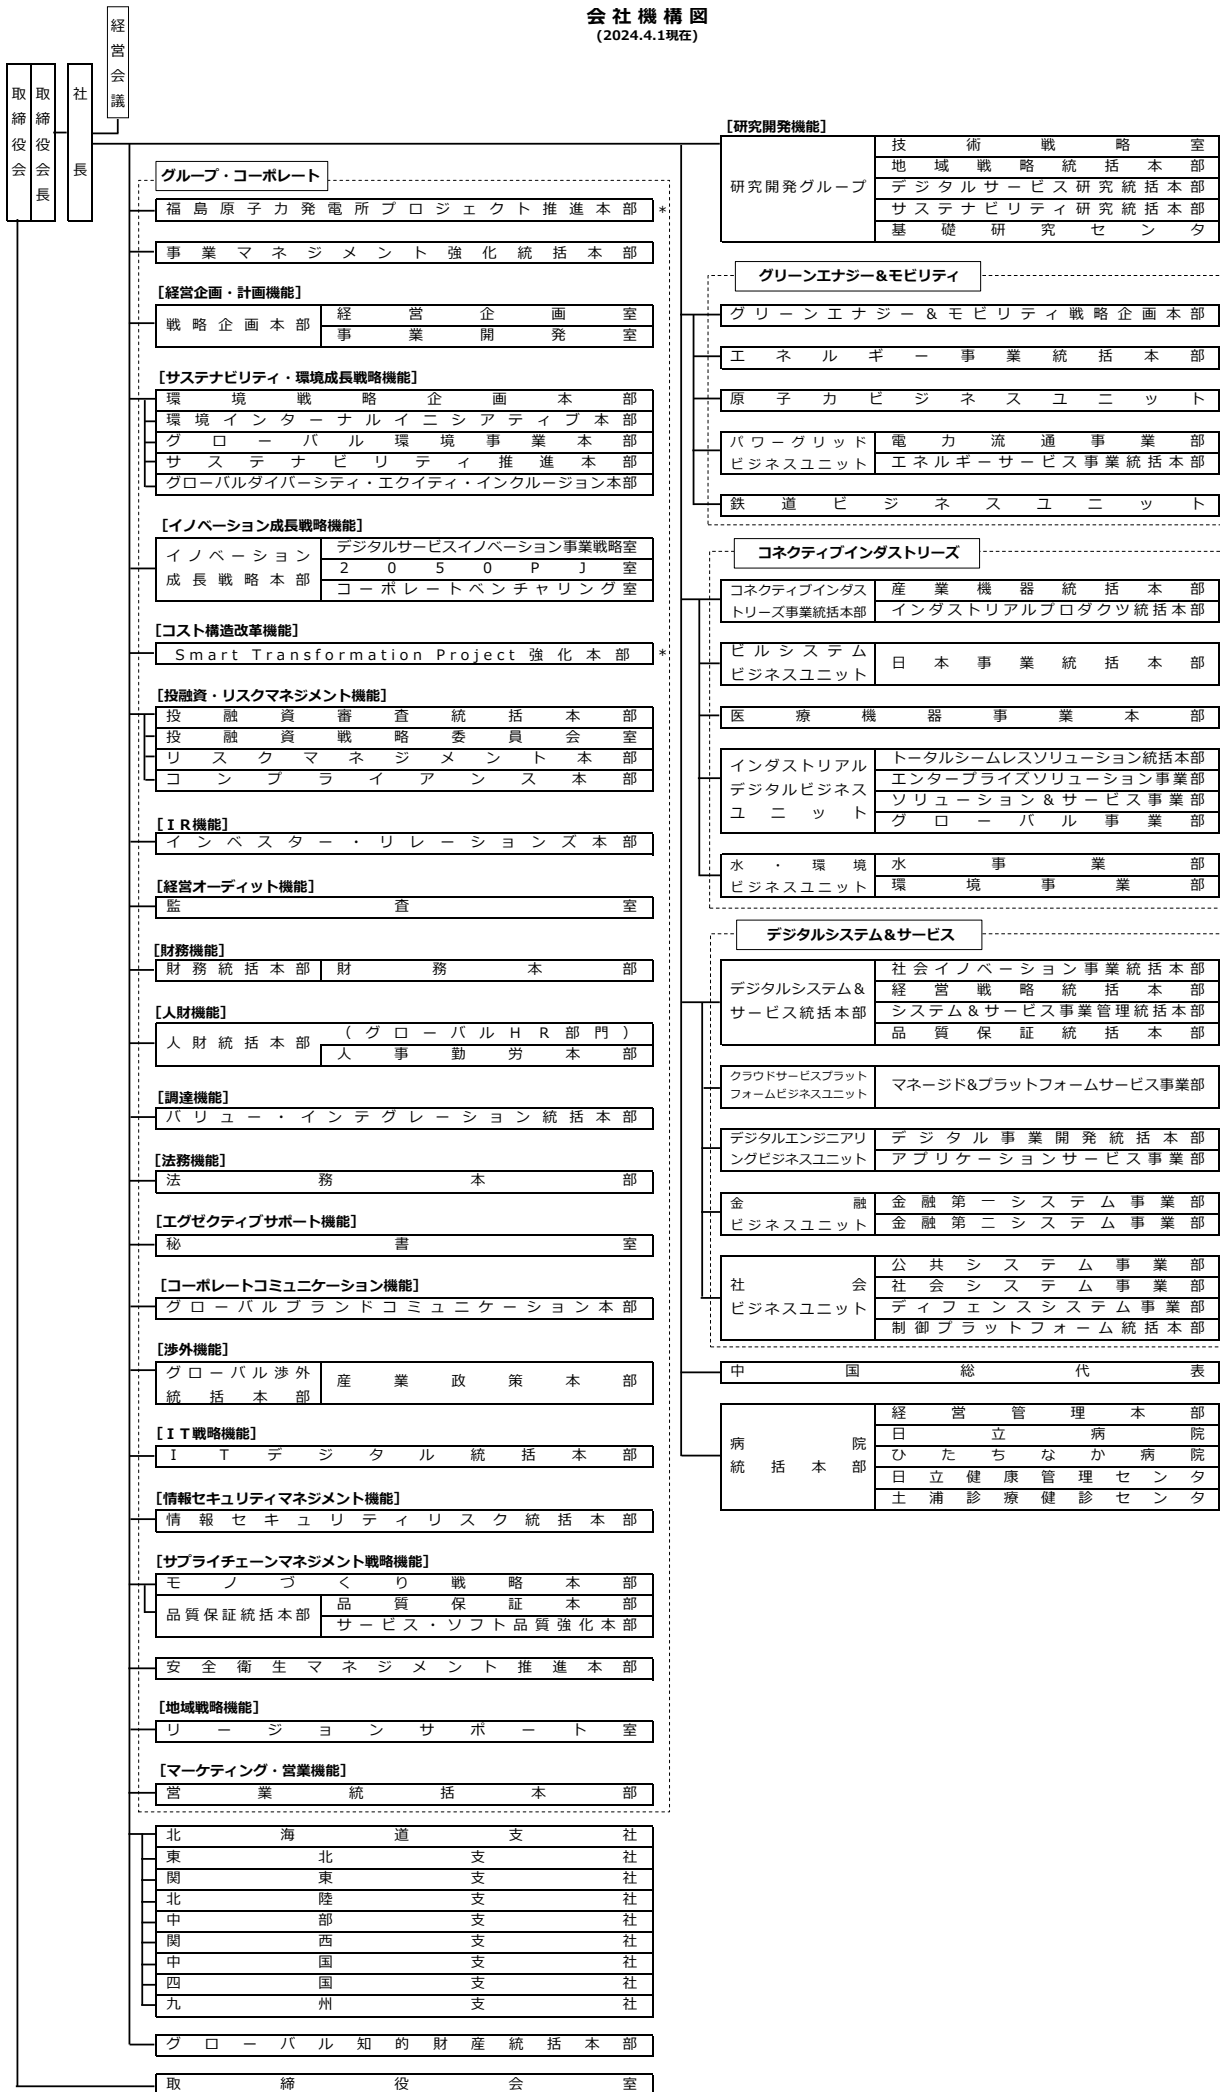 会社機構図
(2024.4.1現在)
経営会議
取締役会
取締役会長
社長
グループ・コーポレート
福島原子力発電所プロジェクト推進本部 *
事業マネジメント強化統括本部
[経営企画・計画機能]
戦略企画本部
経営企画室
事業開発室
[サステナビリティ・環境成長戦略機能]
環境戦略企画本部
環境インターナルイニシアティブ本部
グローバル環境事業本部
サステナビリティ推進本部
グローバルダイバーシティ・エクイティ・インクルージョン本部
[イノベーション成長戦略機能]
イノベーション
成長戦略本部
デジタルサービスイノベーション事業戦略室
2050PJ室
コーポレートベンチャリング室
[コスト構造改革機能]
Smart Transformation Project 強化本部 *
[投融資・リスクマネジメント機能]
投融資審査統括本部
投融資戦略委員会室
リスクマネジメント本部
コンプライアンス本部
[ＩＲ機能]
インベスター・リレーションズ本部
[経営オーディット機能]
監査室
[財務機能]
財務統括本部
財務本部
[人財機能]
人財統括本部
(グローバルHR部門)
人事勤労本部
[調達機能]
バリュー・インテグレーション統括本部
[法務機能]
法務本部
[エグゼクティブサポート機能]
秘書室
[コーポレートコミュニケーション機能]
グローバルブランドコミュニケーション本部
[渉外機能]
グローバル渉外
統括本部
産業政策本部
[ＩＴ戦略機能]
ＩＴデジタル統括本部
[情報セキュリティマネジメント機能]
情報セキュリティリスク統括本部
[サプライチェーンマネジメント戦略機能]
モノづくり戦略本部
品質保証統括本部
品質保証本部
サービス・ソフト品質強化本部
安全衛生マネジメント推進本部
[地域戦略機能]
リージョンサポート室
[マーケティング・営業機能]
営業統括本部
北海道支社
東北支社
関東支社
北陸支社
中部支社
関西支社
中国支社
四国支社
九州支社
グローバル知的財産統括本部
取締役会室
[研究開発機能]
研究開発グループ
技術戦略室
地域戦略統括本部
デジタルサービス研究統括本部
サステナビリティ研究統括本部
基礎研究センタ
グリーンエナジー&モビリティ
グリーンエナジー&モビリティ戦略企画本部
エネルギー事業統括本部
原子力ビジネスユニット
パワーグリッド
ビジネスユニット
電力流通事業部
エネルギーサービス事業統括本部
鉄道ビジネスユニット
コネクティブインダストリーズ
コネクティブインダス
トリーズ事業統括本部
産業機器統括本部
インダストリアルプロダクツ統括本部
ビルシステム
ビジネスユニット
日本事業統括本部
医療機器事業本部
インダストリアル
デジタルビジネス
ユニット
トータルシームレスソリューション統括本部
エンタープライズソリューション事業部
ソリューション&サービス事業部
グローバル事業部
水・環境
ビジネスユニット
水事業部
環境事業部
デジタルシステム&サービス
デジタルシステム&
サービス統括本部
社会イノベーション事業統括本部
経営戦略統括本部
システム&サービス事業管理統括本部
品質保証統括本部
クラウドサービスプラット
フォームビジネスユニット
マネージド&プラットフォームサービス事業部
デジタルエンジニアリ
ングビジネスユニット
デジタル事業開発統括本部
アプリケーションサービス事業部
金融
ビジネスユニット
金融第一システム事業部
金融第二システム事業部
社会
ビジネスユニット
公共システム事業部
社会システム事業部
ディフェンスシステム事業部
制御プラットフォーム統括本部
中国総代表
病院
統括本部
経営管理本部
日立病院
ひたちなか病院
日立健康管理センタ
土浦診療健診センタ